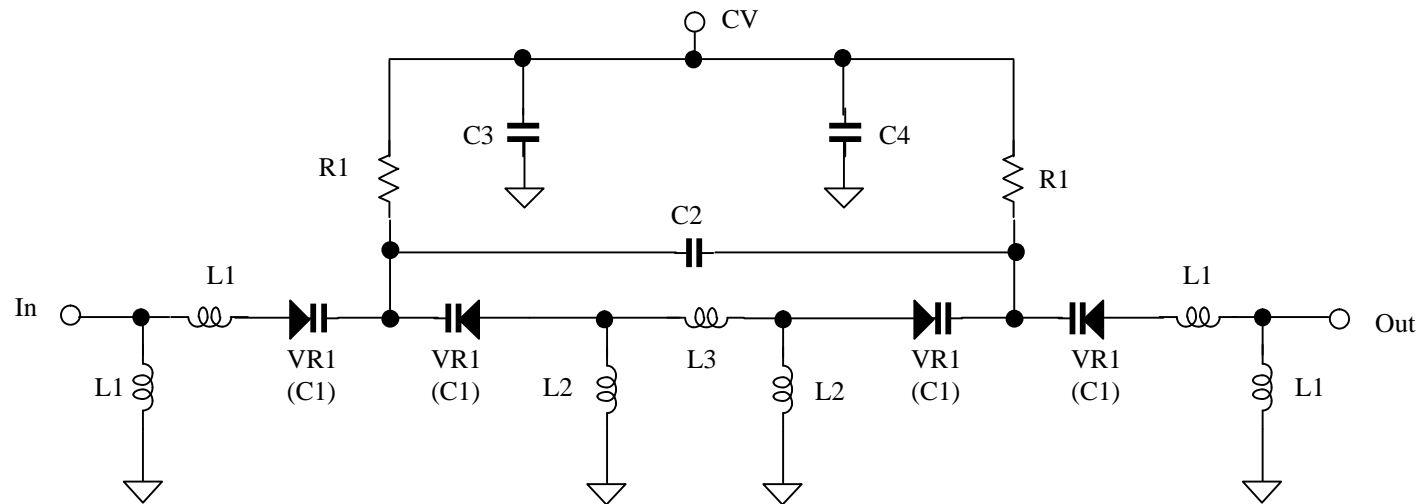 CV
C3
C4
R1
R1
C2
L1
L1
In
Out
VR1
(C1)
VR1
(C1)
L3
VR1
(C1)
VR1
(C1)
L1
L2
L2
L1